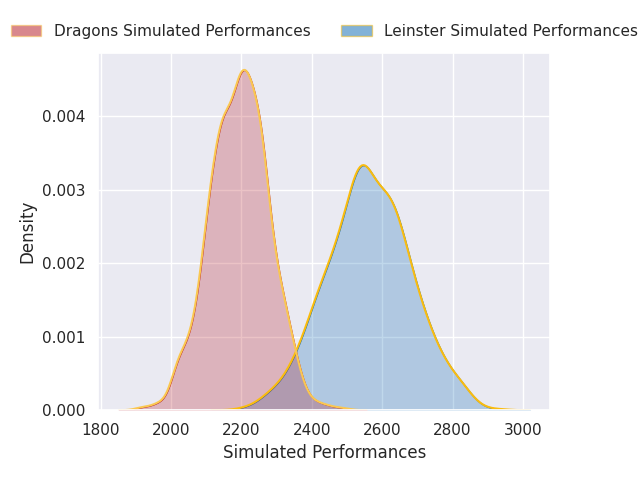 Dragons Simulated Performances Leinster Simulated Performances
0.004
0.003
0.002
0.001
0.000
Density
1800 2000 2200 2400 2600 2800 3000
Simulated Performances